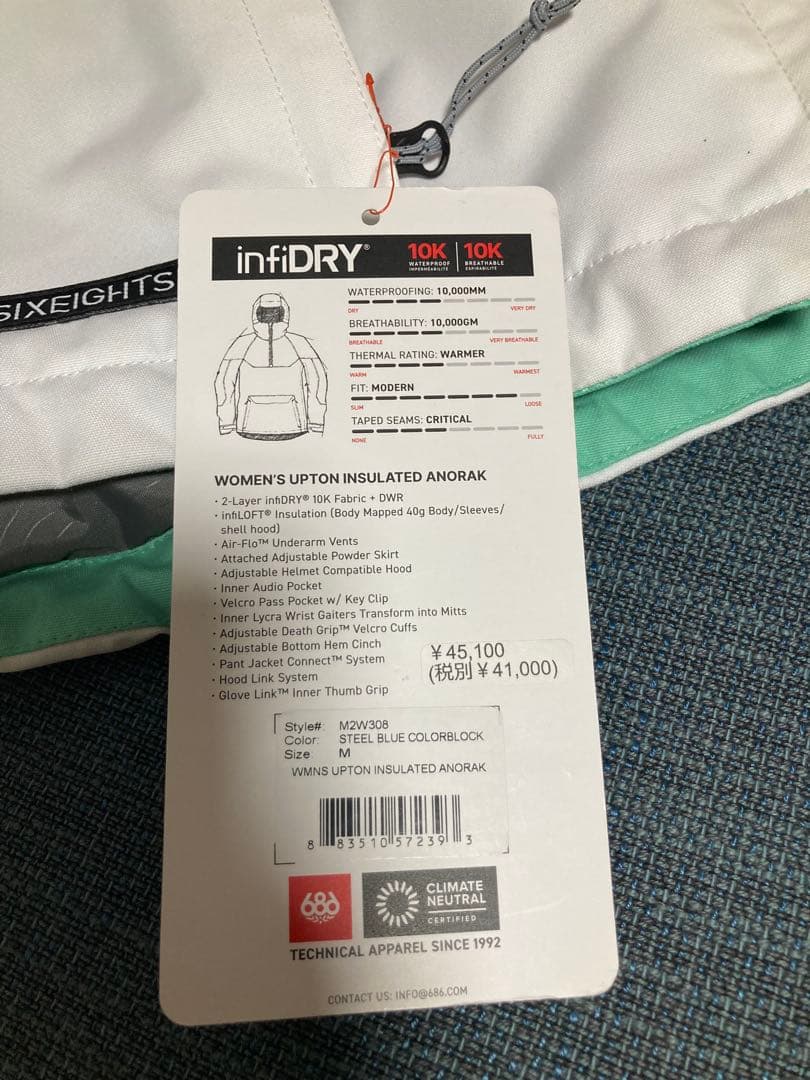 SIXEIGHTS
infiDRY®
10K
WATERPROOF
IMPERMÉABILITÉ
10K
BREATHABLE
ESPIRABILITE
WATERPROOFING: 10,000MM
DRY VERY DRY
BREATHABILITY: 10,000GM
BREATHABLE VERY BREATHABLE
THERMAL RATING: WARMER
WARM WARMEST
FIT: MODERN
SLIM LOOSE
TAPED SEAMS: CRITICAL
NONE FULLY
WOMEN'S UPTON INSULATED ANORAK
· 2-Layer infiDRY® 10K Fabric + DWR
· infiLOFT® Insulation (Body Mapped 40g Body/Sleeves/
shell hood)
· Air-Flo™ Underarm Vents
· Attached Adjustable Powder Skirt
· Adjustable Helmet Compatible Hood
· Inner Audio Pocket
· Velcro Pass Pocket w/ Key Clip
· Inner Lycra Wrist Gaiters Transform into Mitts
· Adjustable Death Grip™ Velcro Cuffs
· Adjustable Bottom Hem Cinch
· Pant Jacket Connect™ System
· Hood Link System
· Glove Link™ Inner Thumb Grip
¥45,100
(税別¥41,000)
Style#: M2W308
Color: STEEL BLUE COLORBLOCK
Size: M
WMNS UPTON INSULATED ANORAK
8 83510 57239 3
686
CLIMATE
NEUTRAL
CERTIFIED
TECHNICAL APPAREL SINCE 1992
CONTACT US: INFO@686.COM